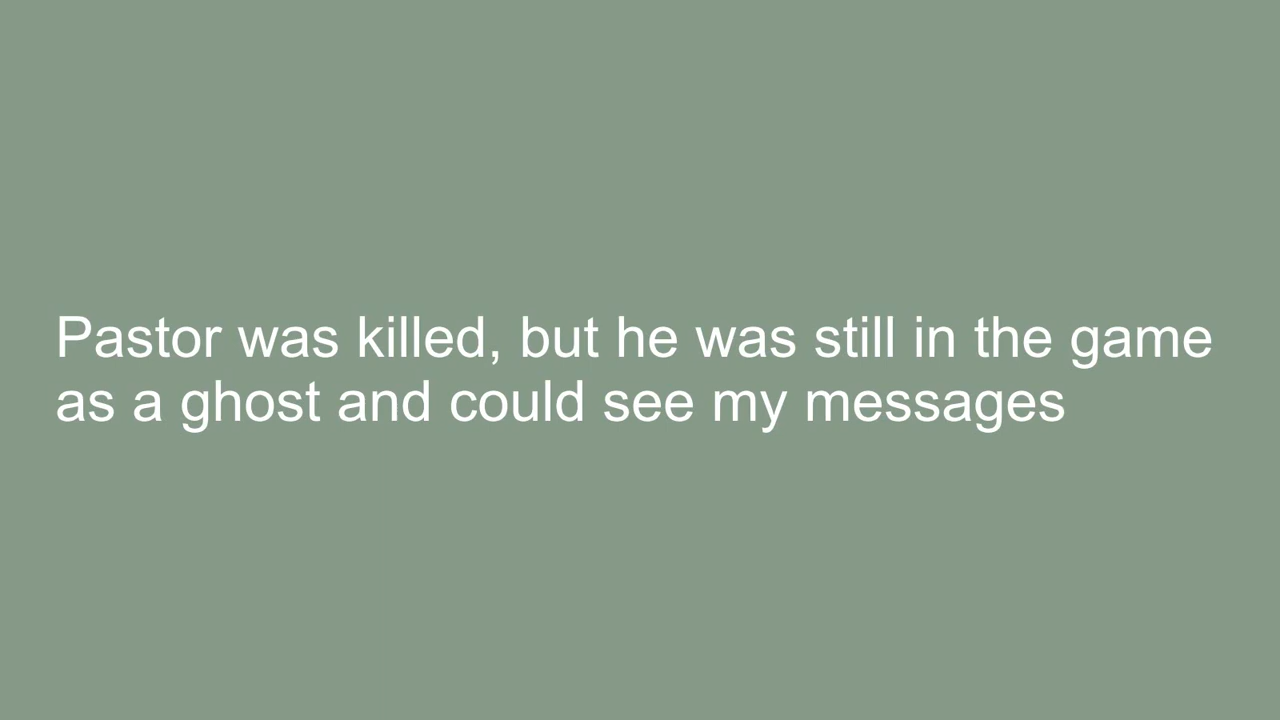 Pastor was killed, but he was still in the game
as a ghost and could see my messages